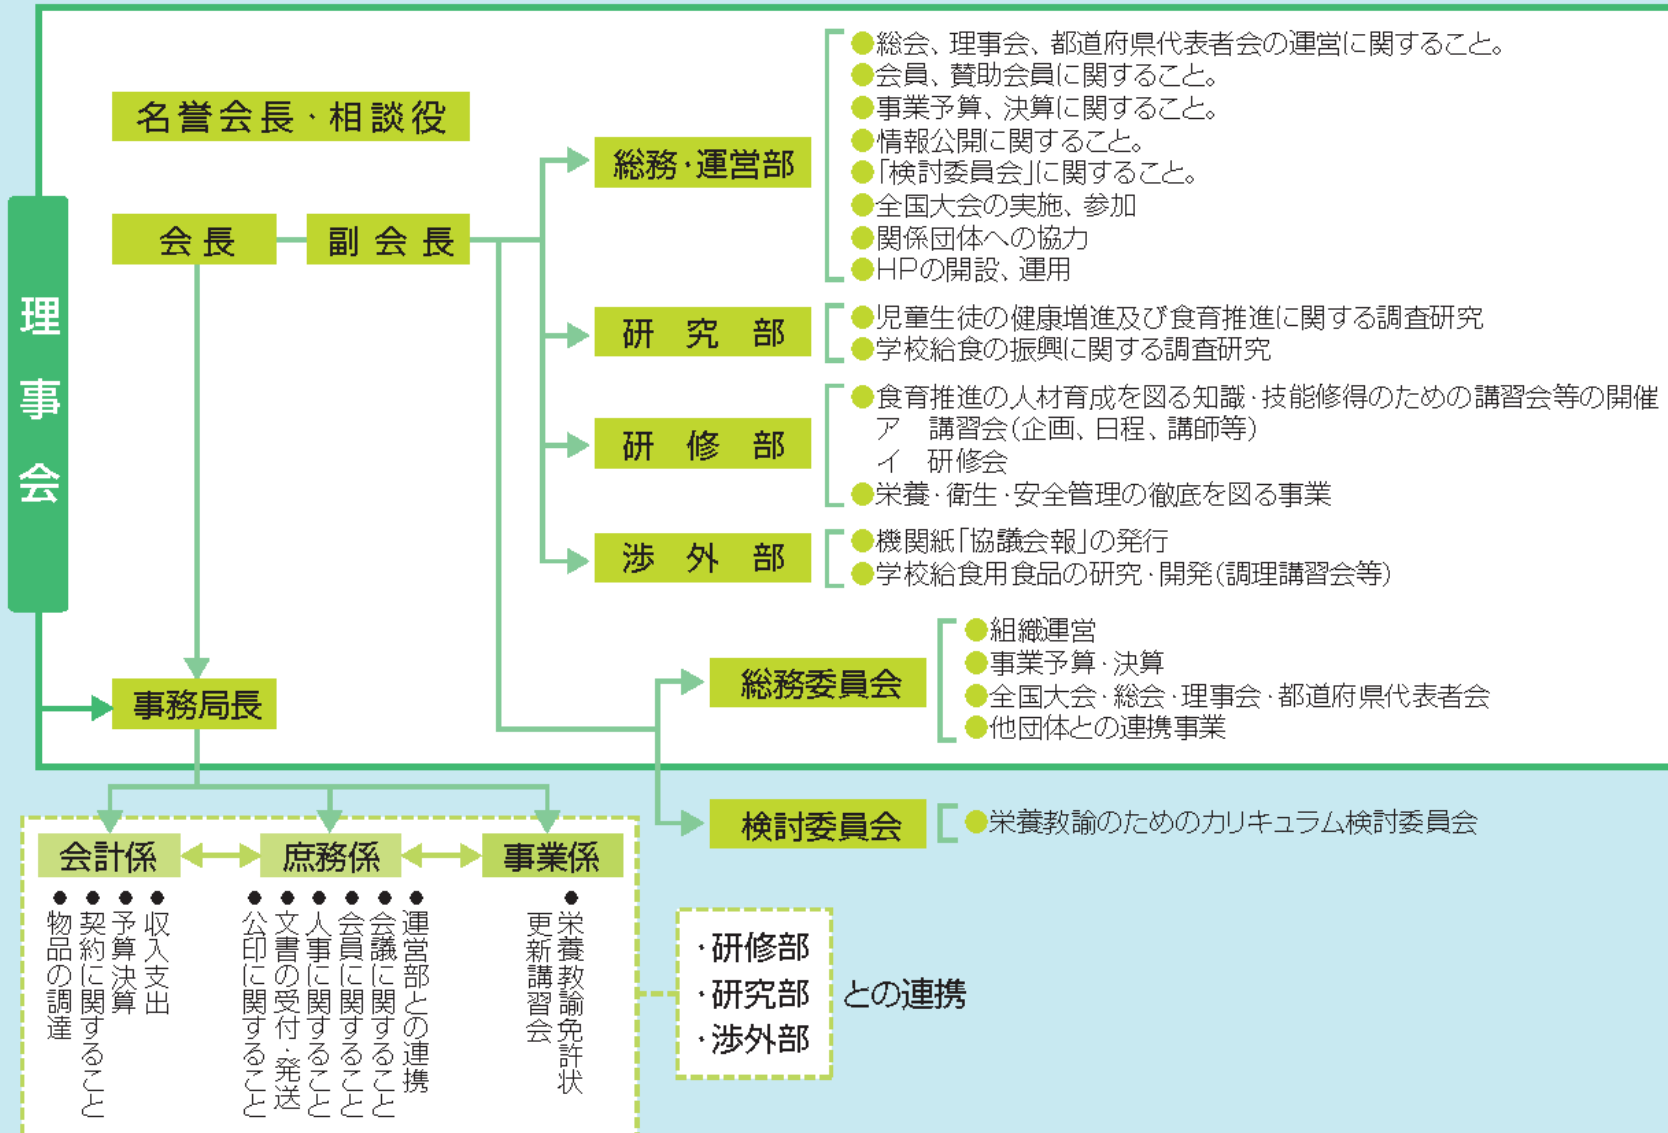 理事会
名誉会長・相談役
会長
副会長
総務・運営部
●総会、理事会、都道府県代表者会の運営に関すること。
●会員、賛助会員に関すること。
●事業予算、決算に関すること。
●情報公開に関すること。
●「検討委員会」に関すること。
●全国大会の実施、参加
●関係団体への協力
●HPの開設、運用
研究部
●児童生徒の健康増進及び食育推進に関する調査研究
●学校給食の振興に関する調査研究
研修部
●食育推進の人材育成を図る知識・技能修得のための講習会等の開催
ア 講習会(企画、日程、講師等)
イ 研修会
●栄養・衛生・安全管理の徹底を図る事業
渉外部
●機関紙「協議会報」の発行
●学校給食用食品の研究・開発(調理講習会等)
総務委員会
●組織運営
●事業予算・決算
●全国大会・総会・理事会・都道府県代表者会
●他団体との連携事業
事務局長
検討委員会
●栄養教諭のためのカリキュラム検討委員会
会計係
●収入支出
●予算決算
●契約に関すること
●物品の調達
庶務係
●運営部との連携
●会議に関すること
●会員に関すること
●人事に関すること
●文書の受付・発送
●公印に関すること
事業係
●栄養教諭免許状
更新講習会
・研修部
・研究部
・渉外部
との連携